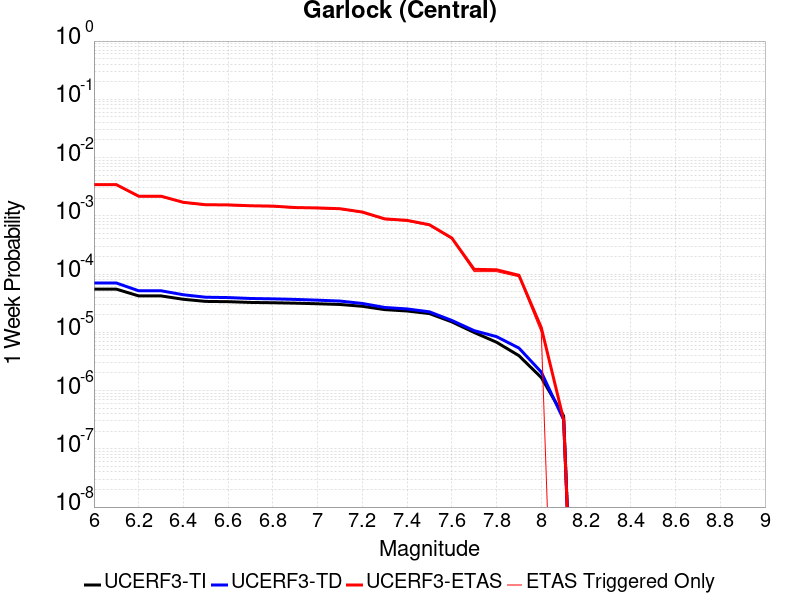 Garlock (Central)
10^0
10^-1
10^-2
10^-3
10^-4
10^-5
10^-6
10^-7
10^-8
1 Week Probability
6 6.2 6.4 6.6 6.8 7 7.2 7.4 7.6 7.8 8 8.2 8.4 8.6 8.8 9
Magnitude
UCERF3-TI UCERF3-TD UCERF3-ETAS ETAS Triggered Only